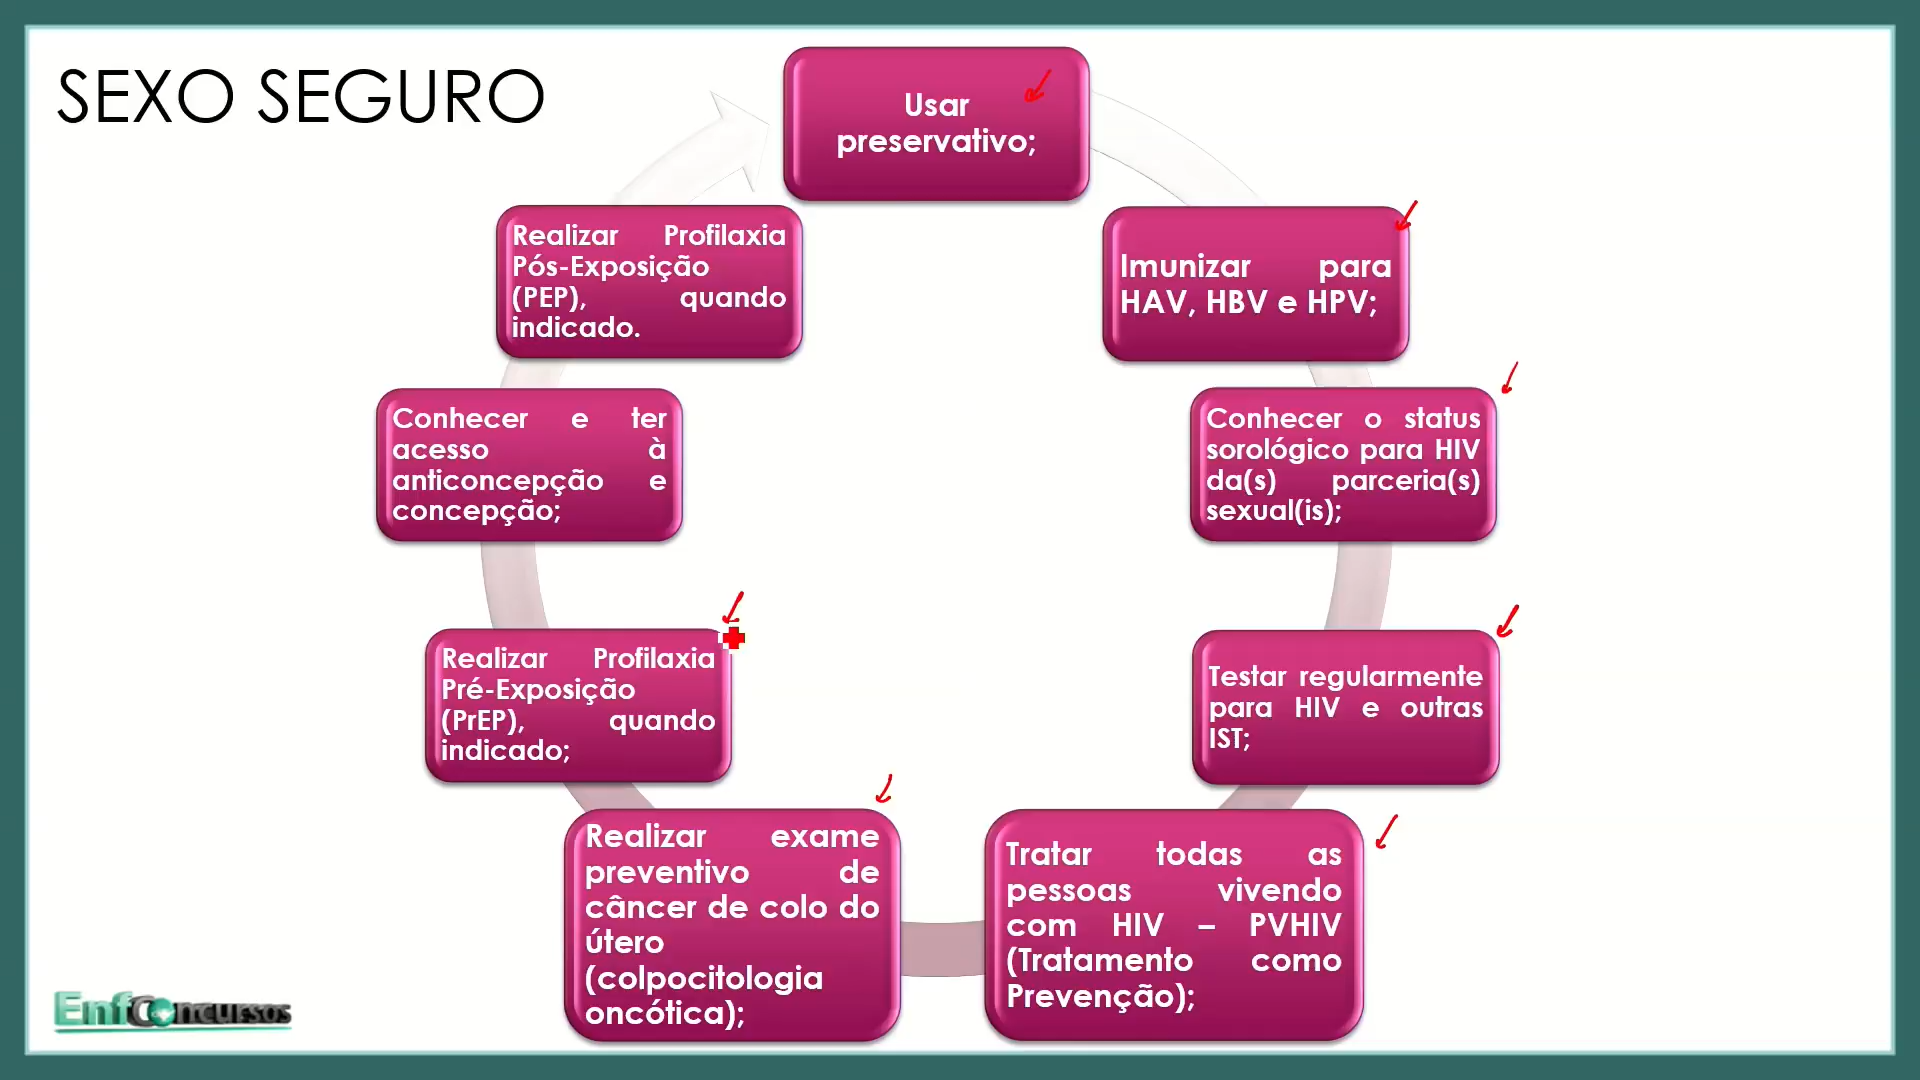 SEXO SEGURO
Usar
preservativo;
Imunizar para
HAV, HBV e HPV;
Conhecer o status
sorológico para HIV
da(s) parceria(s)
sexual(is);
Testar regularmente
para HIV e outras
IST;
Tratar todas as
pessoas vivendo
com HIV – PVHIV
(Tratamento como
Prevenção);
Realizar exame
preventivo de
câncer de colo do
útero
(colpocitologia
oncótica);
Realizar Profilaxia
Pré-Exposição
(PrEP), quando
indicado;
Conhecer e ter
acesso à
anticoncepção e
concepção;
Realizar Profilaxia
Pós-Exposição
(PEP), quando
indicado.
EnfConcursos